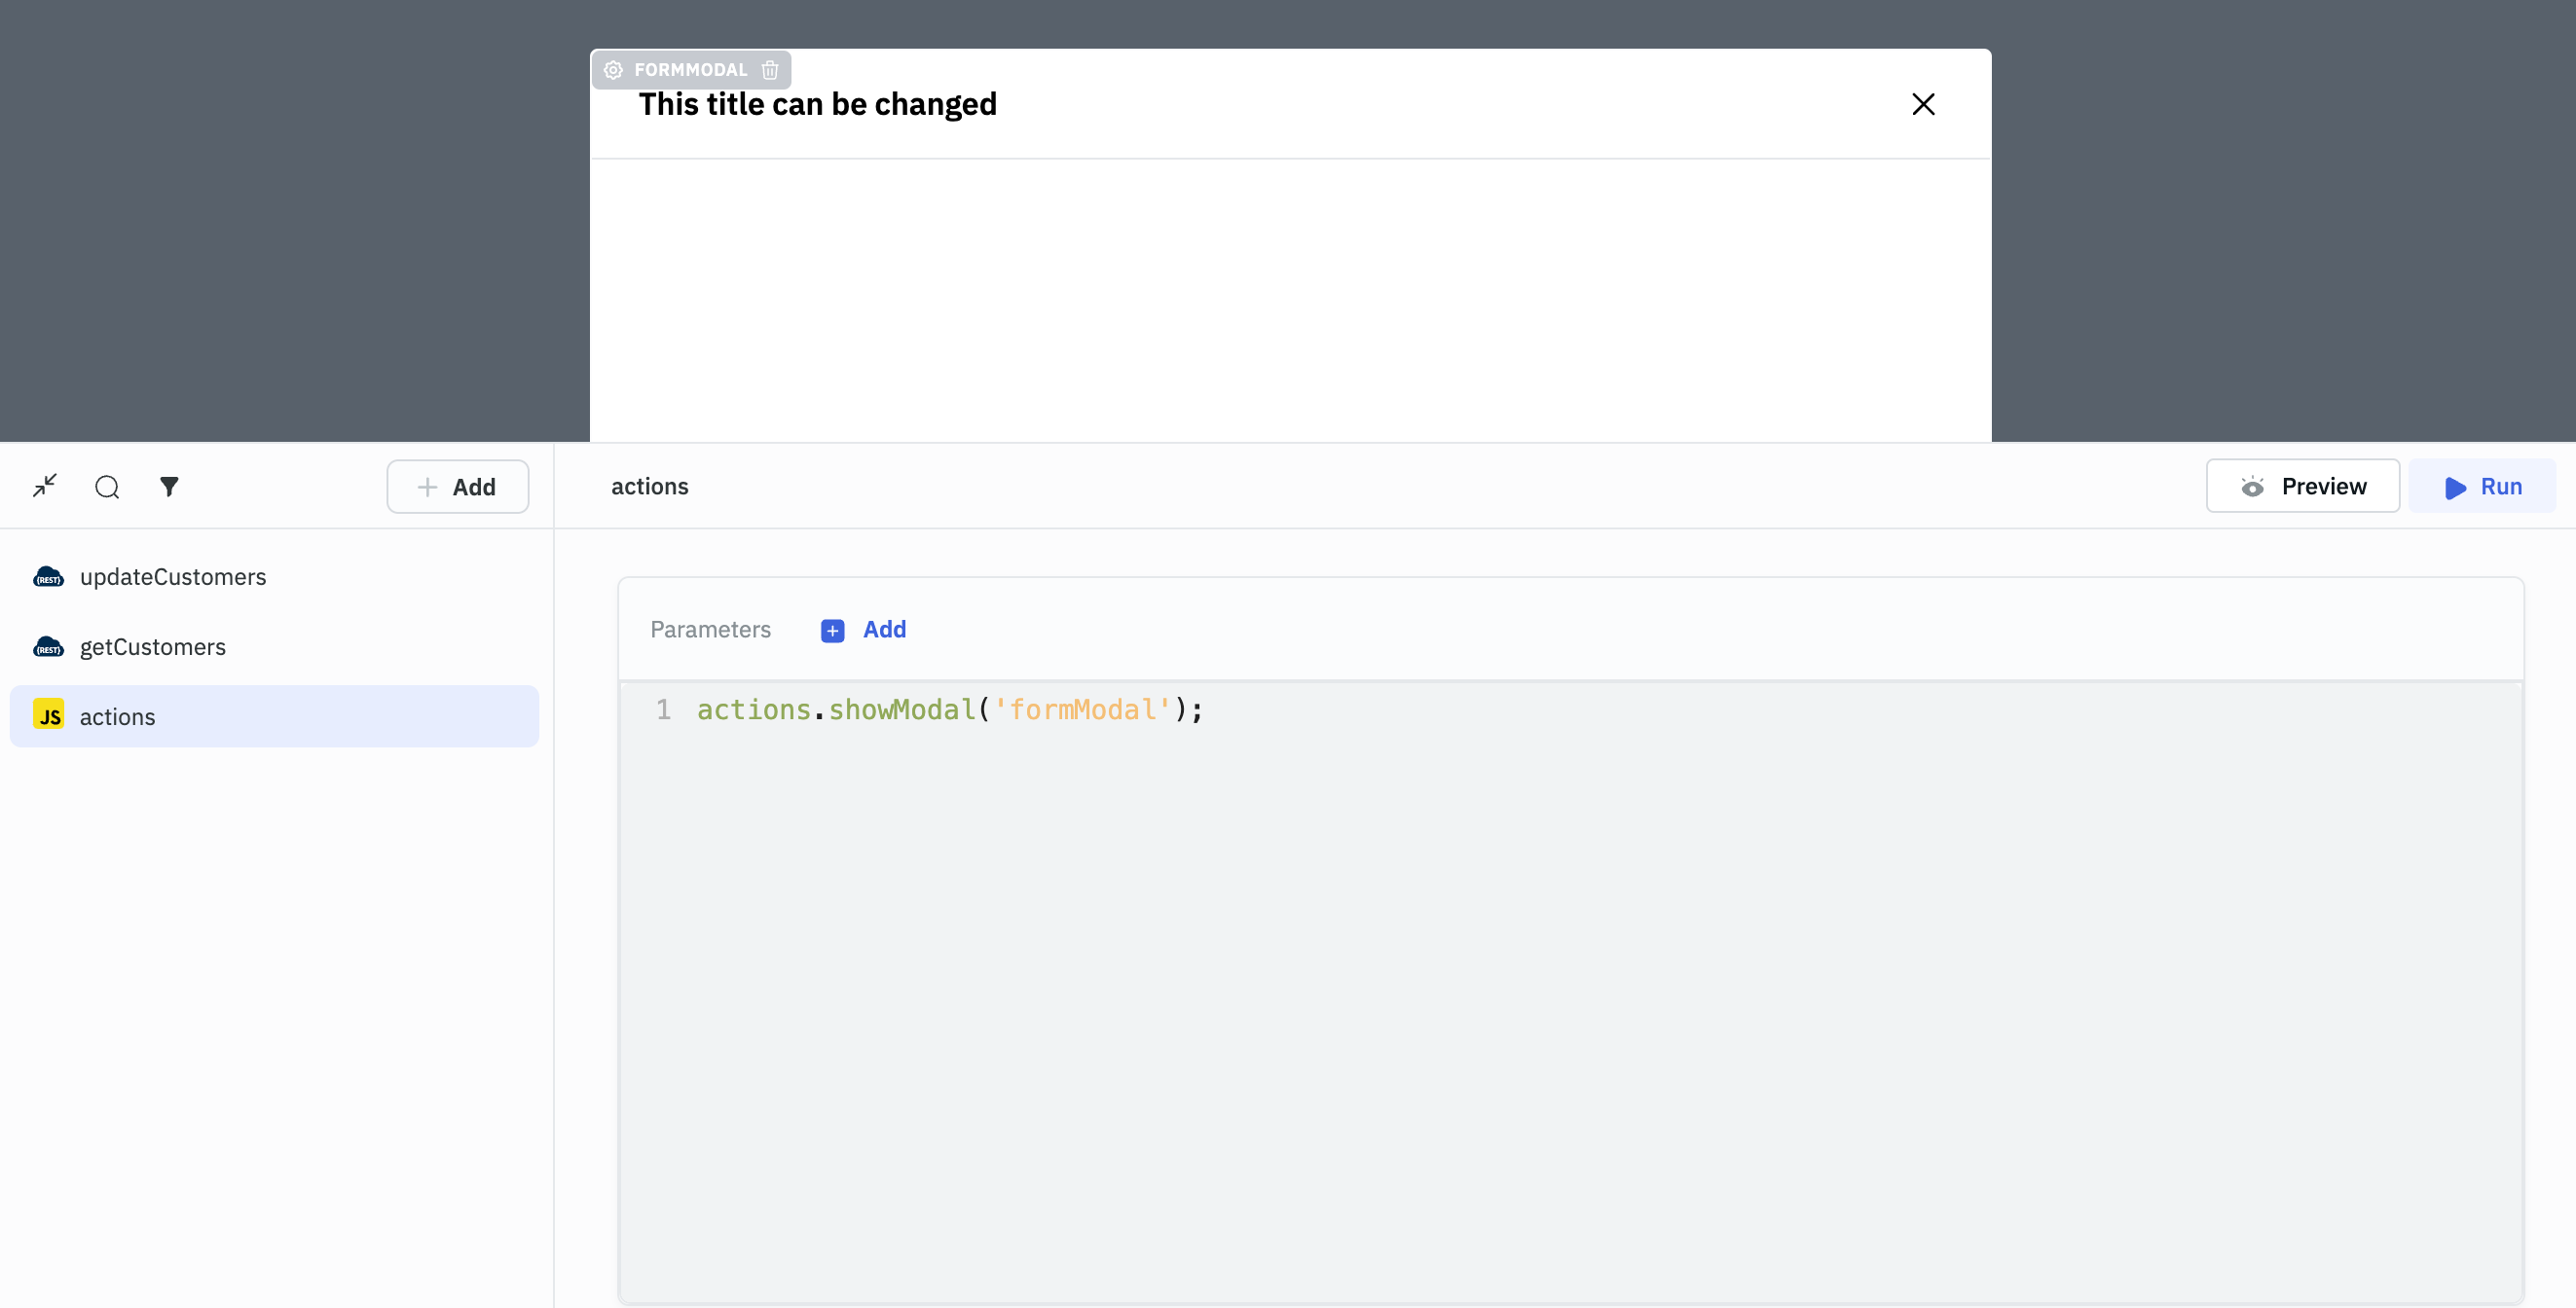 FORMMODAL
This title can be changed
Add
actions
Preview
Run
{REST} updateCustomers
{REST} getCustomers
JS actions
Parameters
Add
1 actions.showModal('formModal');